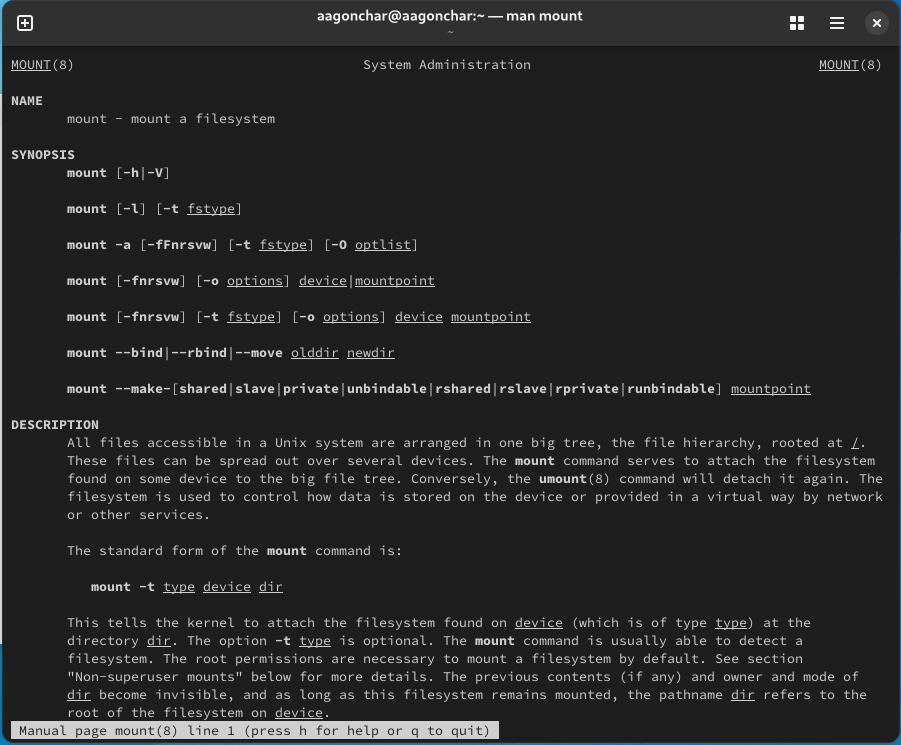 aagonchar@aagonchar:~ — man mount
~
MOUNT(8) System Administration MOUNT(8)
NAME
mount - mount a filesystem
SYNOPSIS
mount [-h|-V]
mount [-l] [-t fstype]
mount -a [-fFnrsvw] [-t fstype] [-O optlist]
mount [-fnrsvw] [-o options] device|mountpoint
mount [-fnrsvw] [-t fstype] [-o options] device mountpoint
mount --bind|--rbind|--move olddir newdir
mount --make-[shared|slave|private|unbindable|rshared|rslave|rprivate|runbindable] mountpoint
DESCRIPTION
All files accessible in a Unix system are arranged in one big tree, the file hierarchy, rooted at /.
These files can be spread out over several devices. The mount command serves to attach the filesystem
found on some device to the big file tree. Conversely, the umount(8) command will detach it again. The
filesystem is used to control how data is stored on the device or provided in a virtual way by network
or other services.
The standard form of the mount command is:
mount -t type device dir
This tells the kernel to attach the filesystem found on device (which is of type type) at the
directory dir. The option -t type is optional. The mount command is usually able to detect a
filesystem. The root permissions are necessary to mount a filesystem by default. See section
"Non-superuser mounts" below for more details. The previous contents (if any) and owner and mode of
dir become invisible, and as long as this filesystem remains mounted, the pathname dir refers to the
root of the filesystem on device.
Manual page mount(8) line 1 (press h for help or q to quit)